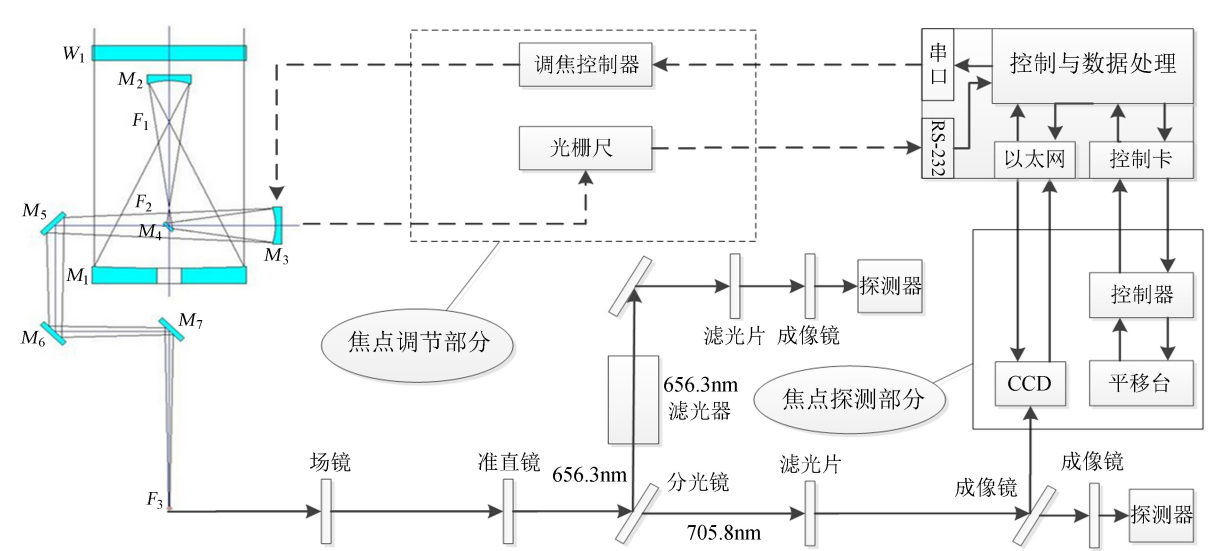 W1
M2
F1
F2
M5
M4
M3
M1
M7
M6
F3
调焦控制器
光栅尺
焦点调节部分
串口
RS-232
控制与数据处理
以太网
控制卡
控制器
CCD
平移台
焦点探测部分
探测器
滤光片
成像镜
656.3nm
滤光器
656.3nm
场镜
准直镜
分光镜
705.8nm
滤光片
成像镜
成像镜
探测器